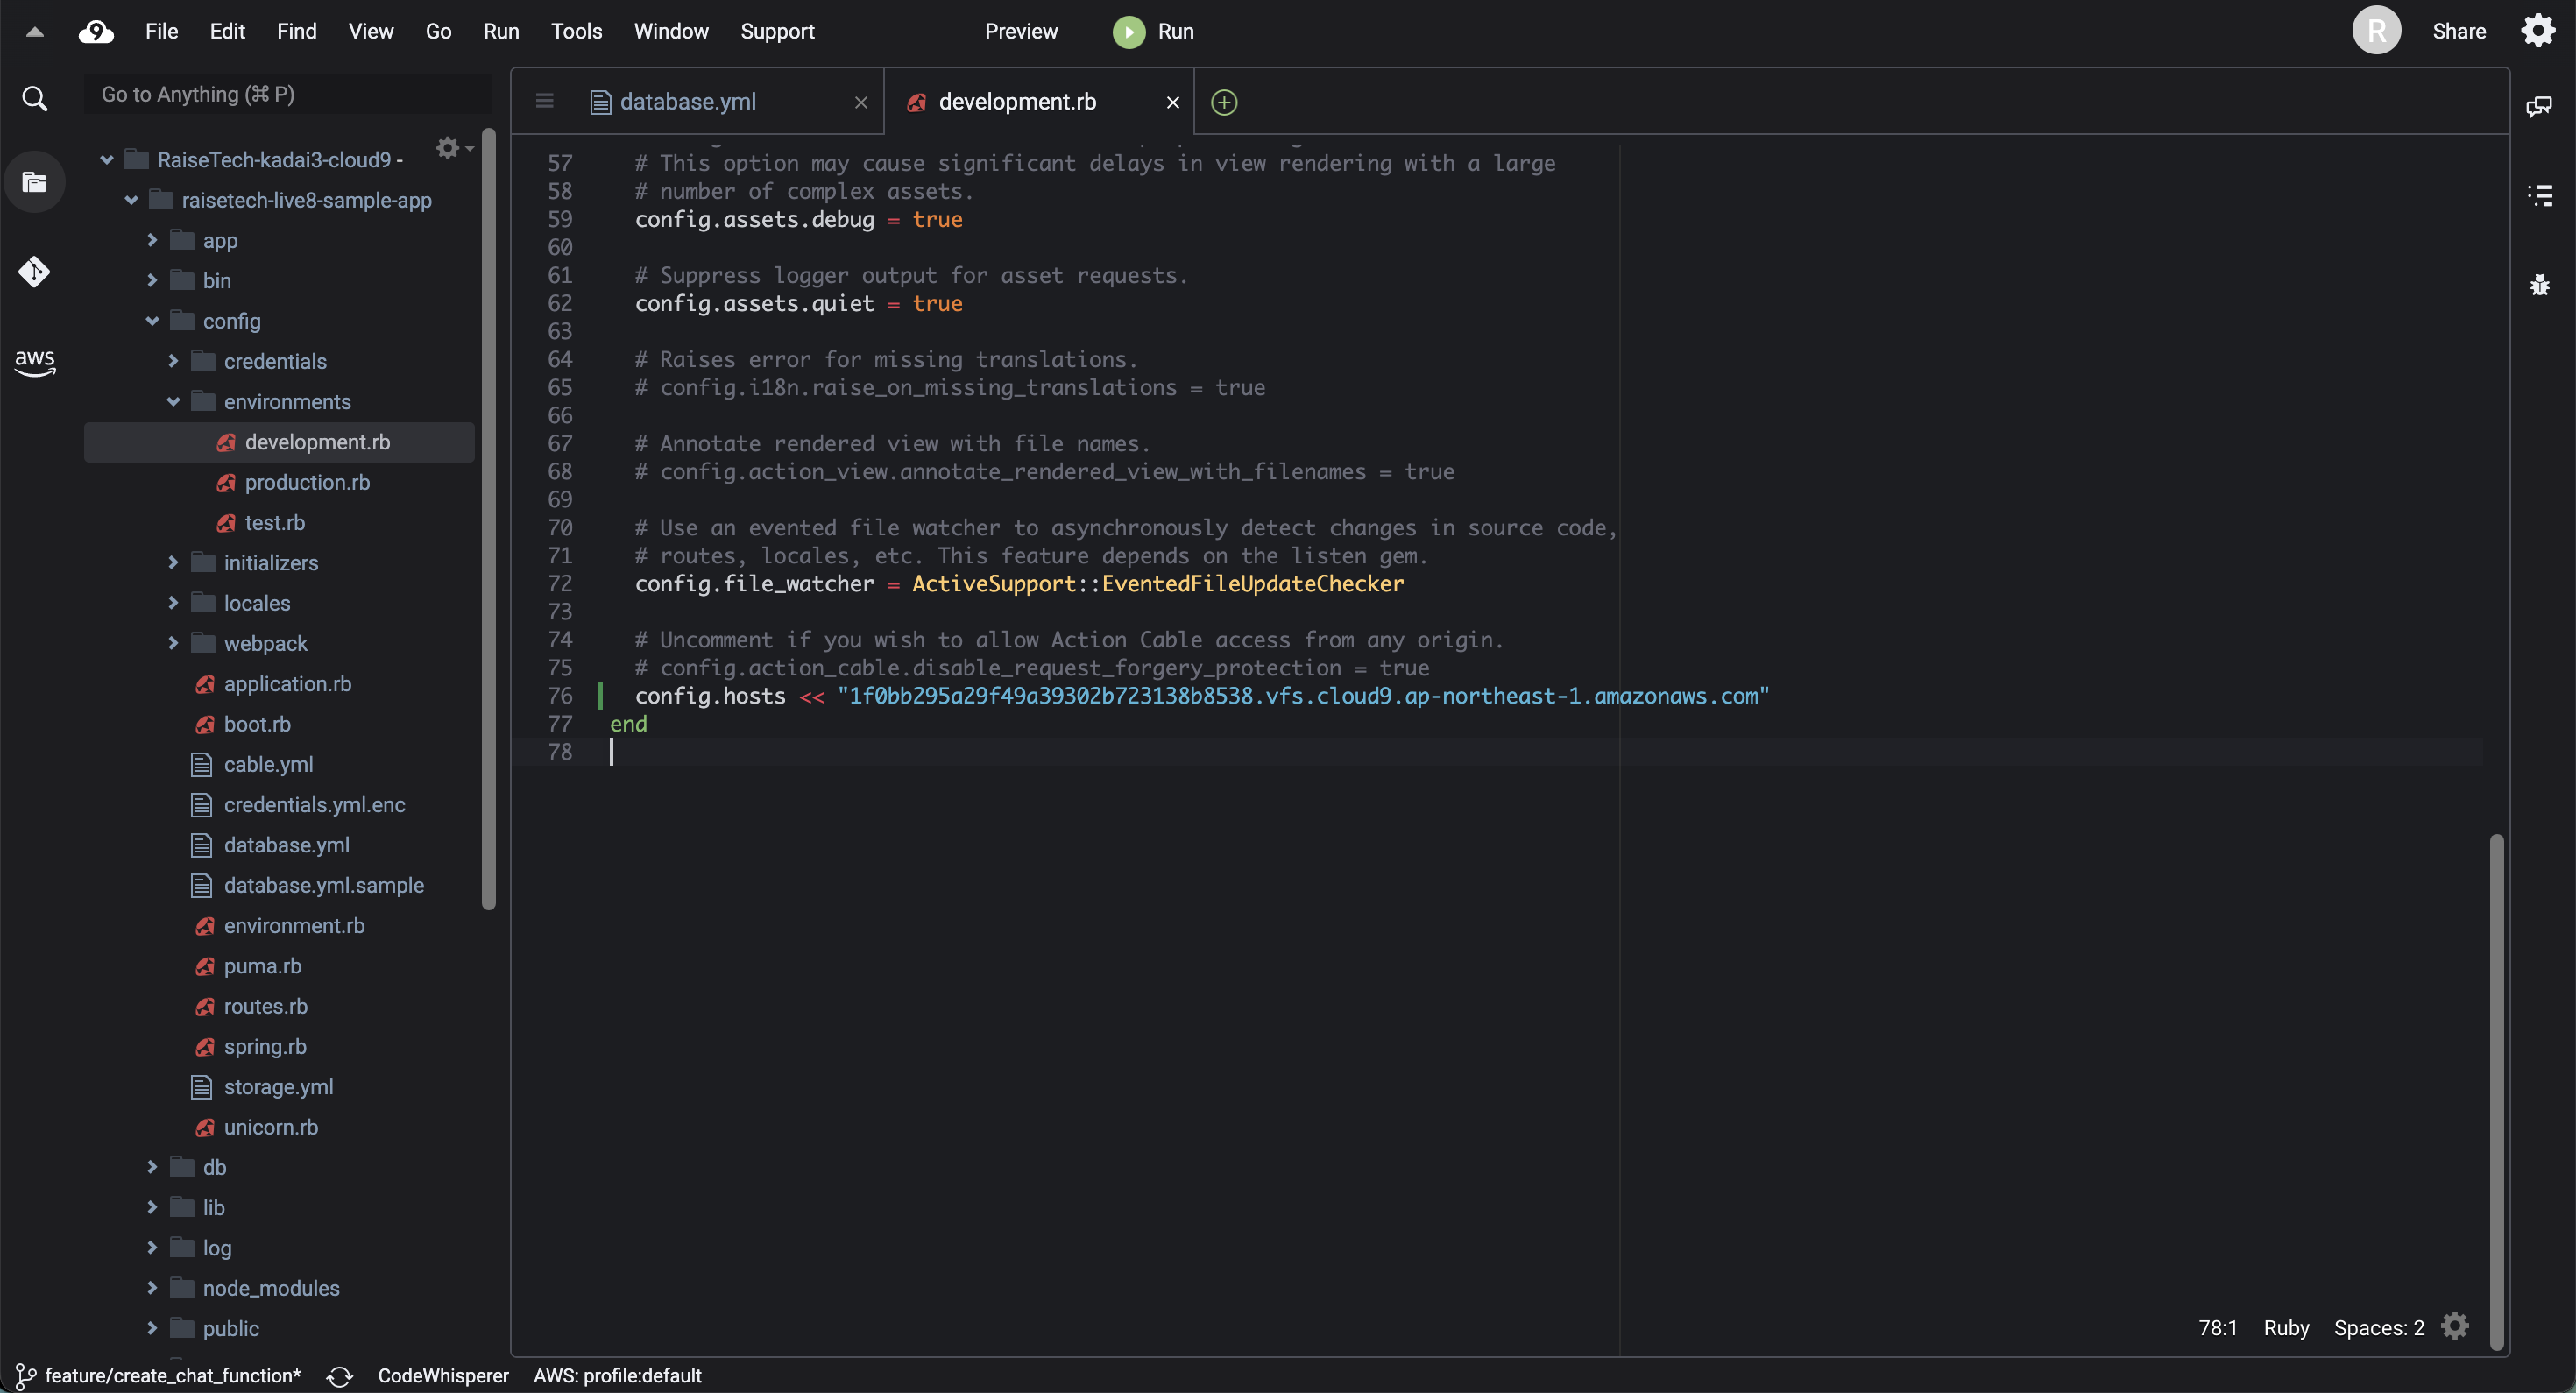 File Edit Find View Go Run Tools Window Support Preview Run R Share
Go to Anything (⌘ P)
RaiseTech-kadai3-cloud9 -
raisetech-live8-sample-app
app
bin
config
credentials
environments
development.rb
production.rb
test.rb
initializers
locales
webpack
application.rb
boot.rb
cable.yml
credentials.yml.enc
database.yml
database.yml.sample
environment.rb
puma.rb
routes.rb
spring.rb
storage.yml
unicorn.rb
db
lib
log
node_modules
public
aws
database.yml
development.rb
57 # This option may cause significant delays in view rendering with a large
58 # number of complex assets.
59 config.assets.debug = true
60
61 # Suppress logger output for asset requests.
62 config.assets.quiet = true
63
64 # Raises error for missing translations.
65 # config.i18n.raise_on_missing_translations = true
66
67 # Annotate rendered view with file names.
68 # config.action_view.annotate_rendered_view_with_filenames = true
69
70 # Use an evented file watcher to asynchronously detect changes in source code,
71 # routes, locales, etc. This feature depends on the listen gem.
72 config.file_watcher = ActiveSupport::EventedFileUpdateChecker
73
74 # Uncomment if you wish to allow Action Cable access from any origin.
75 # config.action_cable.disable_request_forgery_protection = true
76 config.hosts << "1f0bb295a29f49a39302b723138b8538.vfs.cloud9.ap-northeast-1.amazonaws.com"
77 end
78
78:1 Ruby Spaces: 2
feature/create_chat_function* CodeWhisperer AWS: profile:default